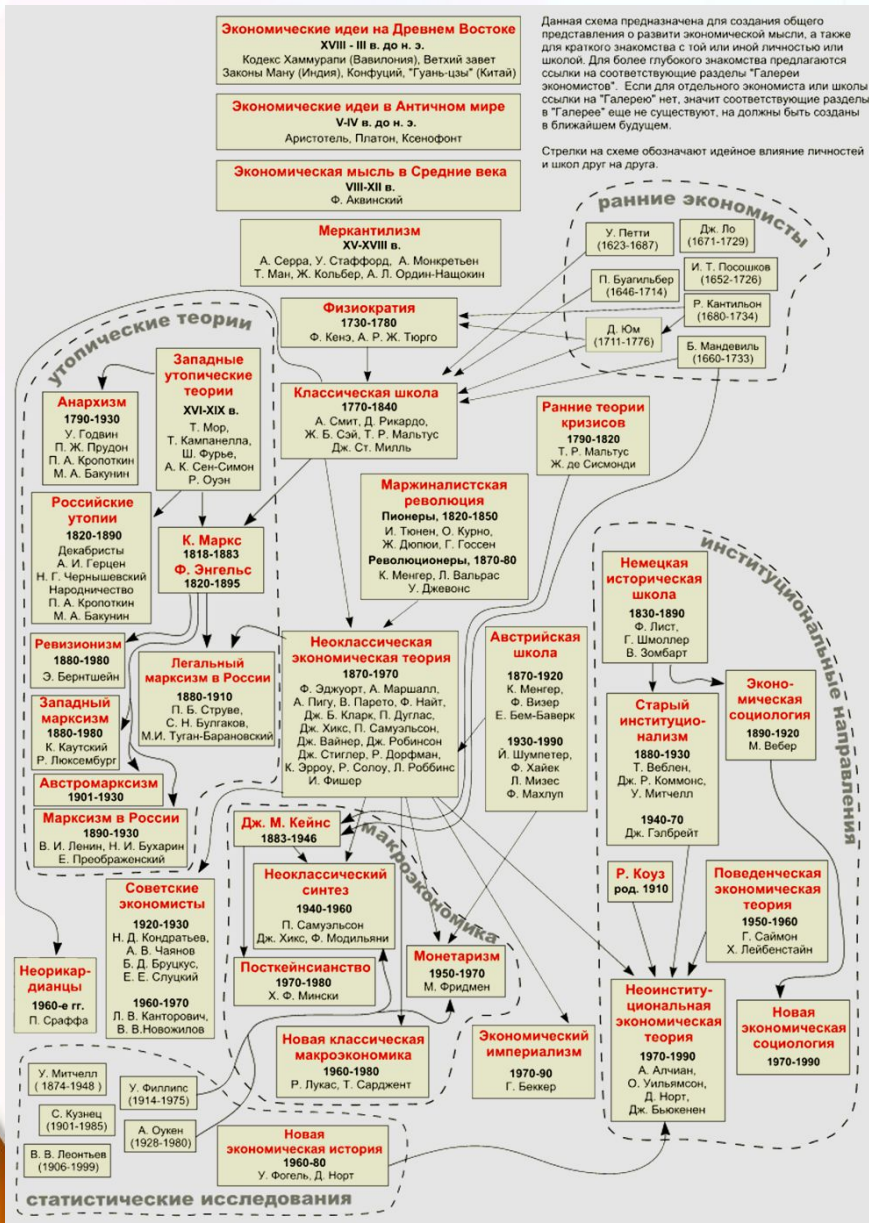 Экономические идеи на Древнем Востоке
XVIII - III в. до н. э.
Кодекс Хаммурапи (Вавилония), Ветхий завет
Законы Ману (Индия), Конфуций, "Гуань-цзы" (Китай)
Данная схема предназначена для создания общего
представления о развити экономической мысли, а также
для краткого знакомства с той или иной личностью или
школой. Для более глубокого знакомства предлагаются
ссылки на соответствующие разделы "Галереи
экономистов". Если для отдельного экономиста или школы
ссылки на "Галерею" нет, значит соответствующие разделы
в "Галерее" еще не существуют, на должны быть созданы
в ближайшем будущем.
Стрелки на схеме обозначают идейное влияние личностей
и школ друг на друга.
Экономические идеи в Античном мире
V-IV в. до н. э.
Аристотель, Платон, Ксенофонт
Экономическая мысль в Средние века
VIII-XII в.
Ф. Аквинский
Меркантилизм
XV-XVIII в.
А. Серра, У. Стаффорд, А. Монкретьен
Т. Ман, Ж. Кольбер, А. Л. Ордин-Нащокин
ранние экономисты
У. Петти
(1623-1687)
Дж. Ло
(1671-1729)
П. Буагильбер
(1646-1714)
И. Т. Посошков
(1652-1726)
Р. Кантильон
(1680-1734)
Д. Юм
(1711-1776)
Б. Мандевиль
(1660-1733)
Физиократия
1730-1780
Ф. Кенэ, А. Р. Ж. Тюрго
утопические теории
Западные
утопические
теории
XVI-XIX в.
Т. Мор,
Т. Кампанелла,
Ш. Фурье,
А. К. Сен-Симон
Р. Оуэн
Анархизм
1790-1930
У. Годвин
П. Ж. Прудон
П. А. Кропоткин
М. А. Бакунин
Классическая школа
1770-1840
А. Смит, Д. Рикардо,
Ж. Б. Сэй, Т. Р. Мальтус
Дж. Ст. Милль
Ранние теории
кризисов
1790-1820
Т. Р. Мальтус
Ж. де Сисмонди
Российские
утопии
1820-1890
Декабристы
А. И. Герцен
Н. Г. Чернышевский
Народничество
П. А. Кропоткин
М. А. Бакунин
К. Маркс
1818-1883
Ф. Энгельс
1820-1895
Маржиналистская
революция
Пионеры, 1820-1850
И. Тюнен, О. Курно,
Ж. Дюпюи, Г. Госсен
Революционеры, 1870-80
К. Менгер, Л. Вальрас,
У. Джевонс
институциональные направления
Немецкая
историческая
школа
1830-1890
Ф. Лист,
Г. Шмоллер
В. Зомбарт
Ревизионизм
1880-1980
Э. Бернтшейн
Легальный
марксизм в России
1880-1910
П. Б. Струве,
С. Н. Булгаков,
М.И. Туган-Барановский
Неоклассическая
экономическая теория
1870-1970
Ф. Эджуорт, А. Маршалл,
А. Пигу, В. Парето, Ф. Найт,
Дж. Б. Кларк, П. Дуглас,
Дж. Хикс, П. Самуэльсон,
Дж. Вайнер, Дж. Робинсон
Дж. Стиглер, Р. Дорфман,
К. Эрроу, Р. Солоу, Л. Роббинс
И. Фишер
Австрийская
школа
1870-1920
К. Менгер,
Ф. Визер
Е. Бем-Баверк
1930-1990
Й. Шумпетер,
Ф. Хайек
Л. Мизес
Ф. Махлуп
Старый
институцио-
нализм
1880-1930
Т. Веблен,
Дж. Р. Коммонс,
У. Митчелл
1940-70
Дж. Гэлбрейт
Эконо-
мическая
социология
1890-1920
М. Вебер
Западный
марксизм
1880-1980
К. Каутский
Р. Люксембург
Австромарксизм
1901-1930
Марксизм в России
1890-1930
В. И. Ленин, Н. И. Бухарин
Е. Преображенский
Дж. М. Кейнс
1883-1946
макроэкономика
Неоклассический
синтез
1940-1960
П. Самуэльсон
Дж. Хикс, Ф. Модильяни
Р. Коуз
род. 1910
Поведенческая
экономическая
теория
1950-1960
Г. Саймон
Х. Лейбенстайн
Советские
экономисты
1920-1930
Н. Д. Кондратьев,
А. В. Чаянов
Б. Д. Бруцкус,
Е. Е. Слуцкий
1960-1970
Л. В. Канторович,
В. В.Новожилов
Неорикар-
дианцы
1960-е гг.
П. Сраффа
Посткейнсианство
1970-1980
Х. Ф. Мински
Монетаризм
1950-1970
М. Фридмен
Новая классическая
макроэкономика
1960-1980
Р. Лукас, Т. Сарджент
Экономический
империализм
1970-90
Г. Беккер
Неоинститу-
циональная
экономическая
теория
1970-1990
А. Алчиан,
О. Уильямсон,
Д. Норт,
Дж. Бьюкенен
Новая
экономическая
социология
1970-1990
У. Митчелл
( 1874-1948 )
У. Филлипс
(1914-1975)
С. Кузнец
(1901-1985)
А. Оукен
(1928-1980)
В. В. Леонтьев
(1906-1999)
Новая
экономическая история
1960-80
У. Фогель, Д. Норт
статистические исследования